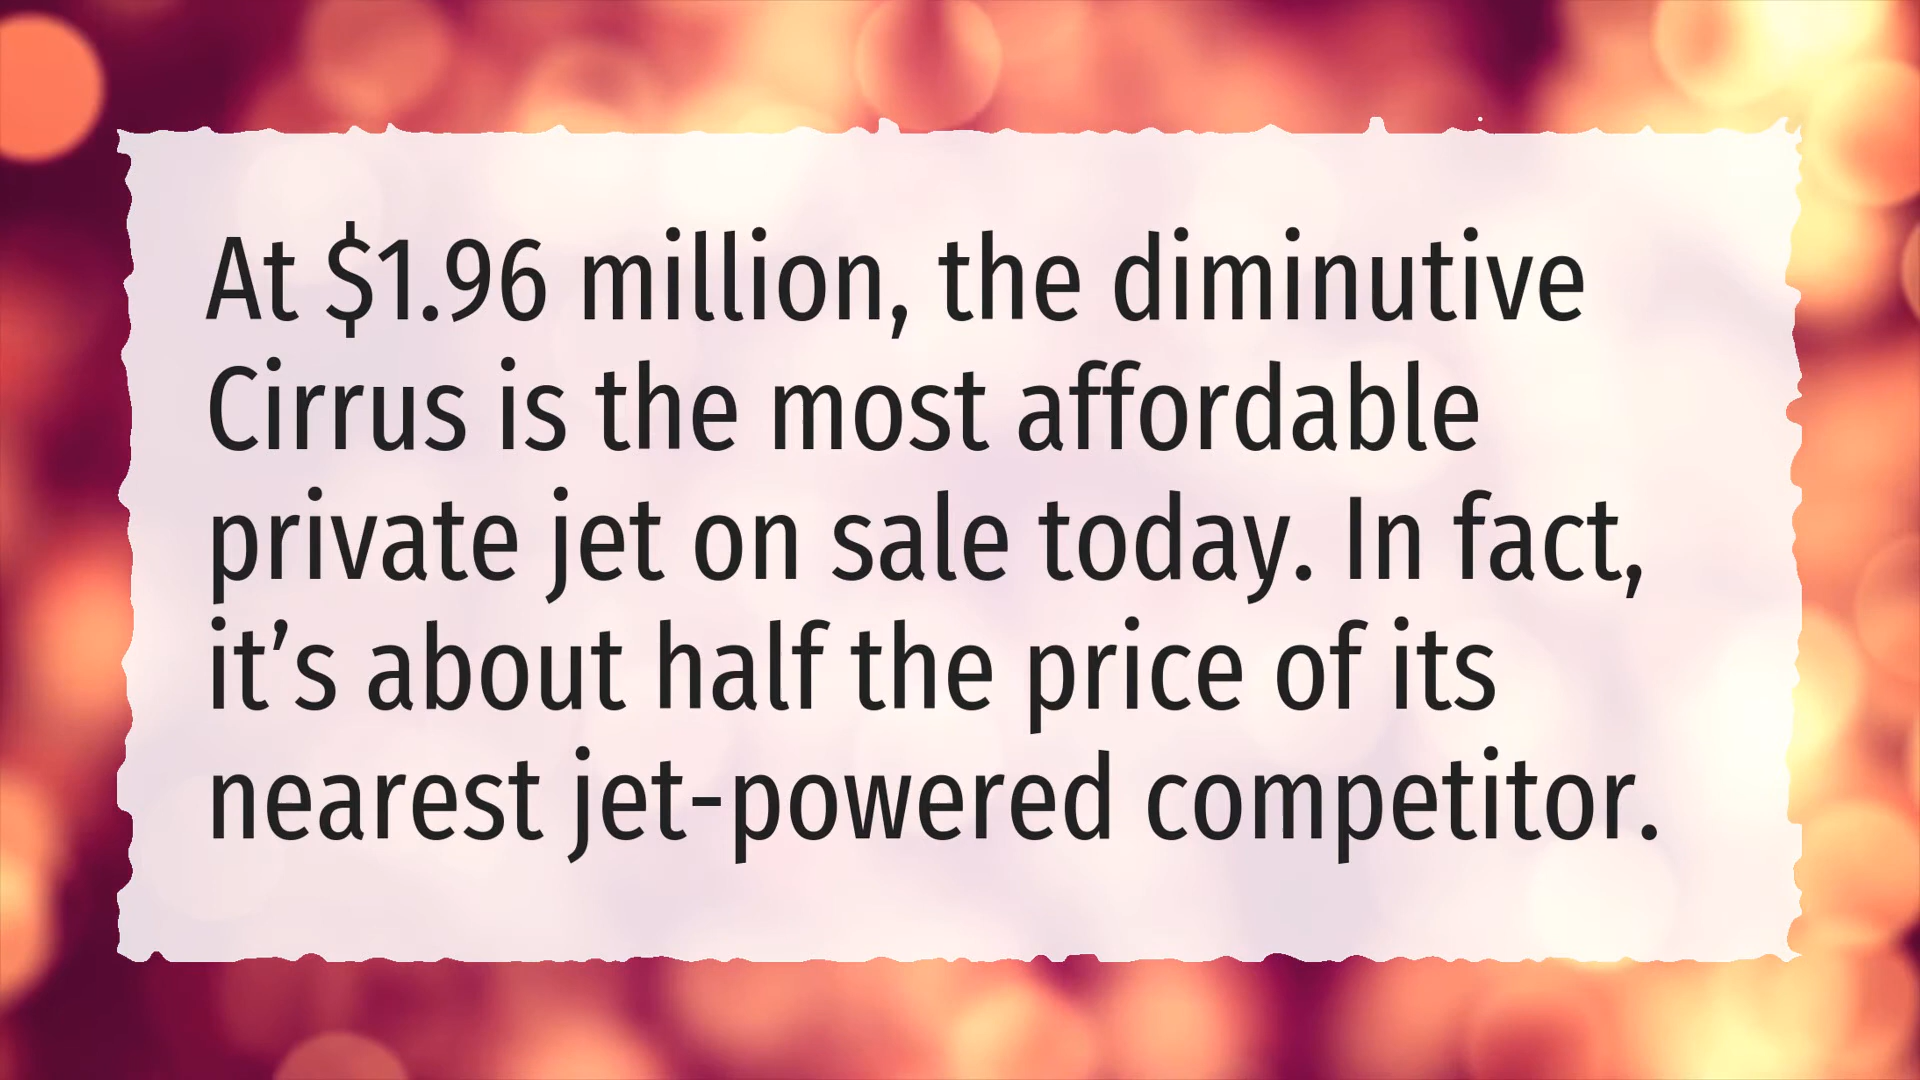 At $1.96 million, the diminutive
Cirrus is the most affordable
private jet on sale today. In fact,
it’s about half the price of its
nearest jet-powered competitor.